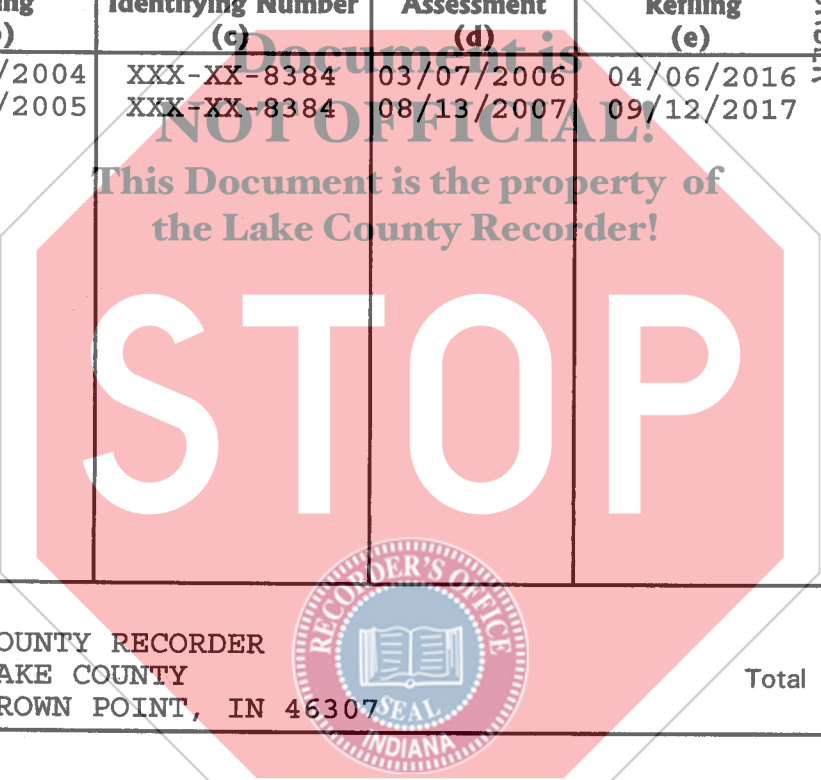 ing Identifying Number Assessment Refiling
) (c) (d) (e)
Document is
/2004 XXX-XX-8384 03/07/2006 04/06/2016
/2005 XXX-XX-8384 08/13/2007 09/12/2017
NOT OFFICIAL!
This Document is the property of
the Lake County Recorder!
STOP
RECORDER'S OFFICE
SEAL
INDIANA
OUNTY RECORDER
AKE COUNTY
ROWN POINT, IN 46307
Total